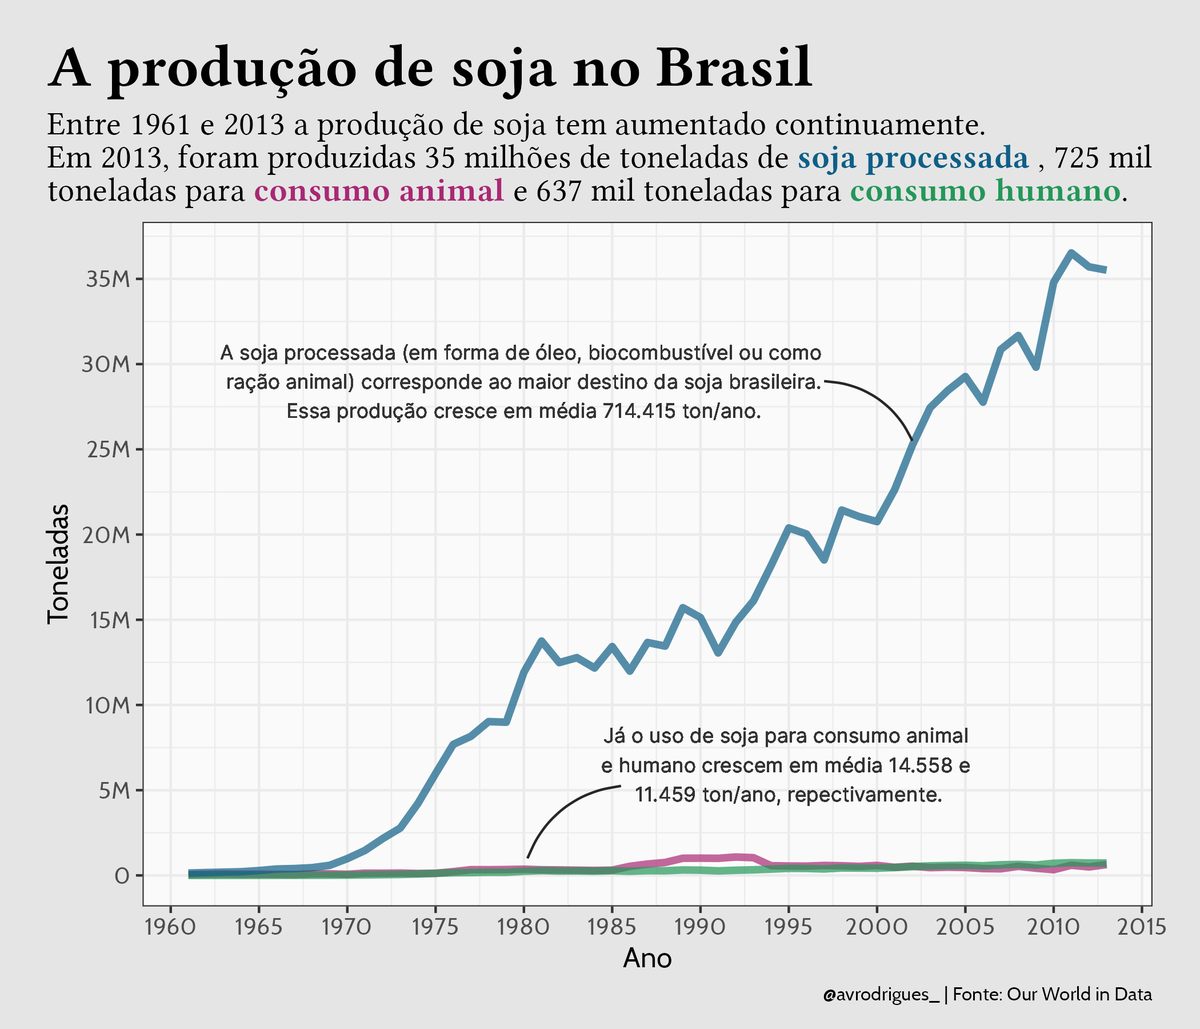 A produção de soja no Brasil
Entre 1961 e 2013 a produção de soja tem aumentado continuamente.
Em 2013, foram produzidas 35 milhões de toneladas de soja processada , 725 mil
toneladas para consumo animal e 637 mil toneladas para consumo humano.
35M
30M
25M
20M
15M
10M
5M
0
Toneladas
A soja processada (em forma de óleo, biocombustível ou como
ração animal) corresponde ao maior destino da soja brasileira.
Essa produção cresce em média 714.415 ton/ano.
Já o uso de soja para consumo animal
e humano crescem em média 14.558 e
11.459 ton/ano, repectivamente.
1960 1965 1970 1975 1980 1985 1990 1995 2000 2005 2010 2015
Ano
@avrodrigues_ | Fonte: Our World in Data